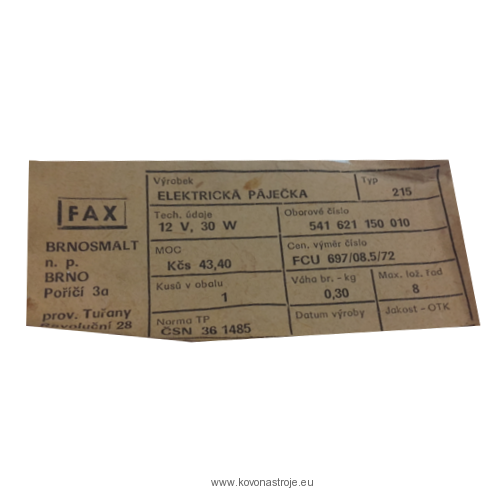 FAX
BRNOSMALT
n. p.
BRNO
Poříčí 3a
prov. Tuřany
Revoluční 28
Výrobek
ELEKTRICKÁ PÁJEČKA
Typ
215
Tech. údaje
12 V, 30 W
Oborové číslo
541 621 150 010
MOC
Kčs 43,40
Cen. výměr číslo
FCU 697/08.5/72
Kusů v obalu
1
Váha br. - kg
0,30
Max. lož. řad
8
Norma TP
ČSN 36 1485
Datum výroby
Jakost - OTK
www.kovonastroje.eu